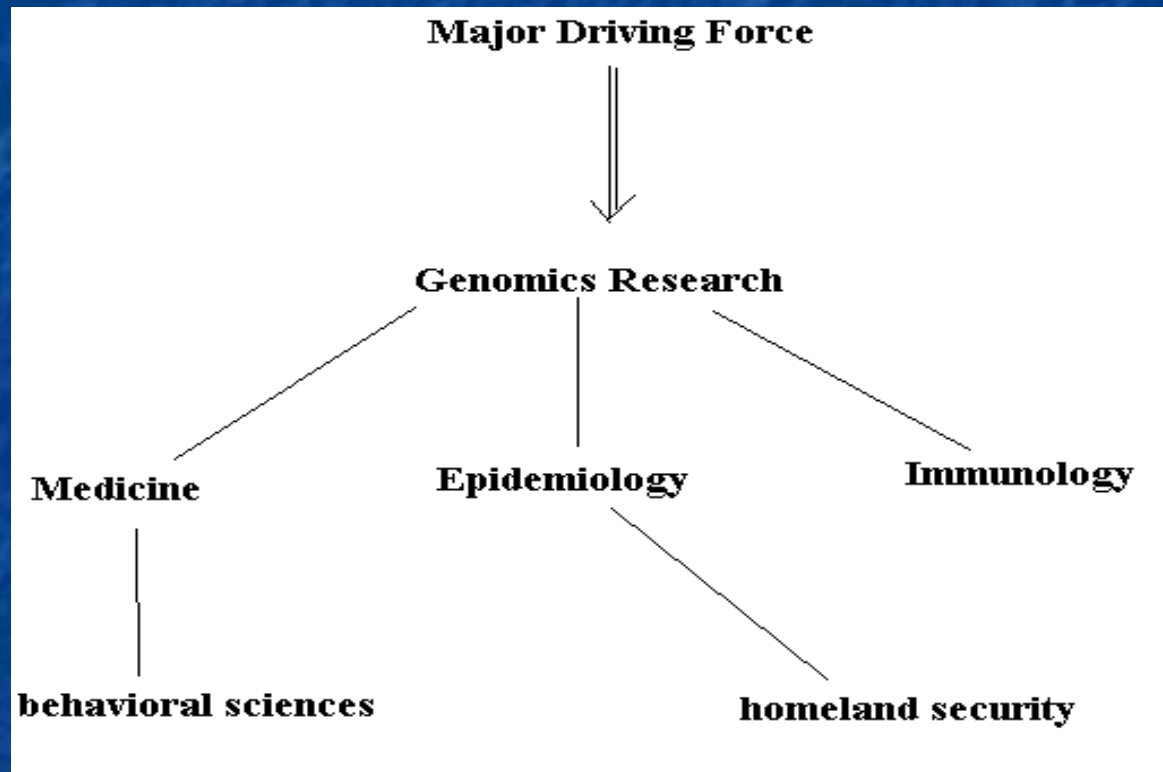 Major Driving Force
Genomics Research
Medicine
Epidemiology
Immunology
behavioral sciences
homeland security